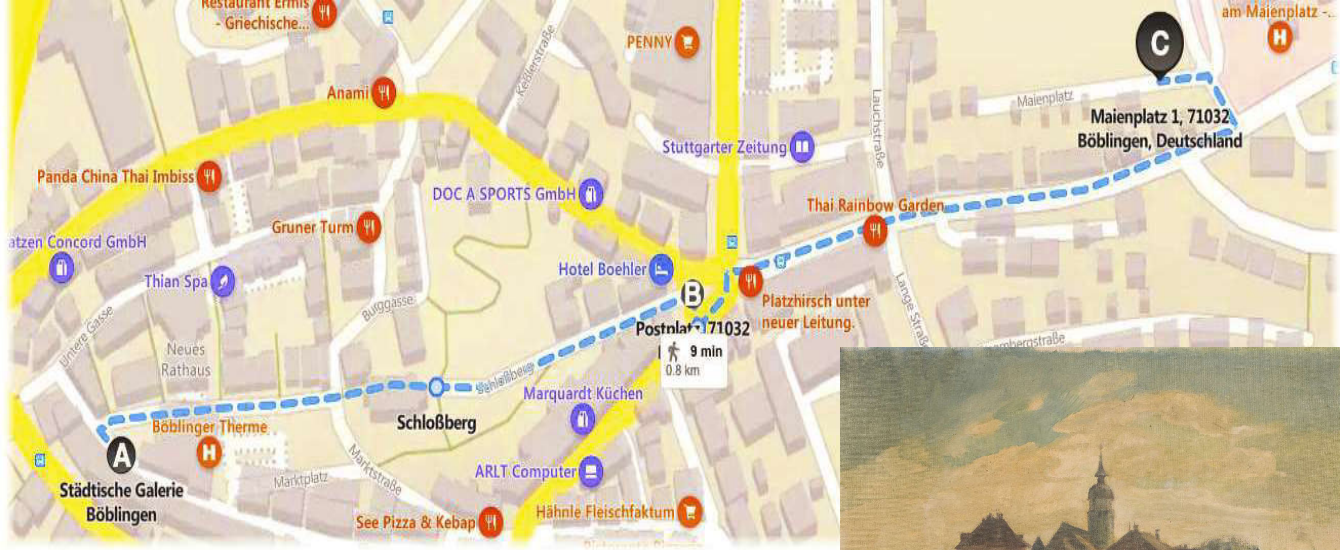 Restaurant Ermis
- Griechische...
am Maienplatz -...
H
C
PENNY
Keßlerstraße
Anami
Maienplatz
Lauchstraße
Maienplatz 1, 71032
Böblingen, Deutschland
Stuttgarter Zeitung
Panda China Thai Imbiss
DOC A SPORTS GmbH
Thai Rainbow Garden
Gruner Turm
atzen Concord GmbH
Thian Spa
Hotel Boehler
B
Platzhirsch unter
neuer Leitung.
Burggasse
Untere Gasse
Lange Straß
Postplatz 71032
9 min
0.8 km
Neues
Rathaus
Schloßberg
Marquardt Küchen
Schloßberg
Böblinger Therme
H
A
Marktplatz
Marktstraße
ARLT Computer
Städtische Galerie
Böblingen
See Pizza & Kebap
Hähnle Fleischfaktum